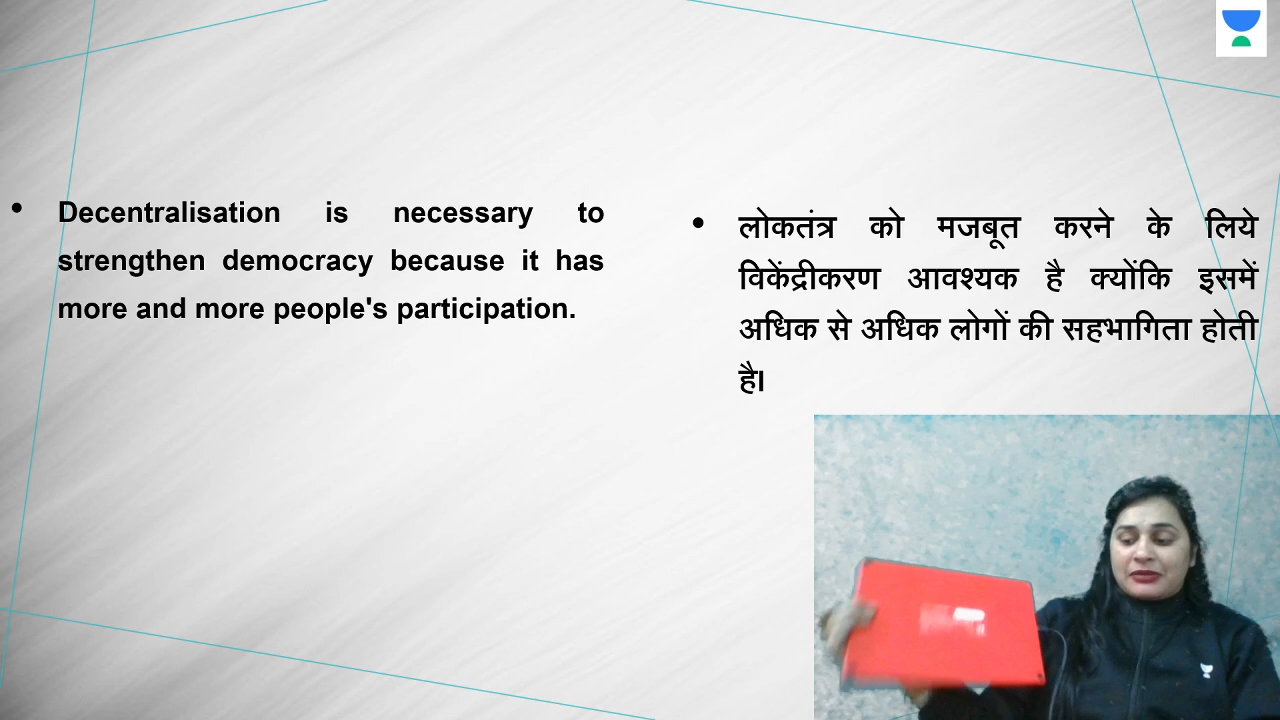 • Decentralisation is necessary to
strengthen democracy because it has
more and more people's participation.
• लोकतंत्र को मजबूत करने के लिये
विकेंद्रीकरण आवश्यक है क्योंकि इसमें
अधिक से अधिक लोगों की सहभागिता होती
है।